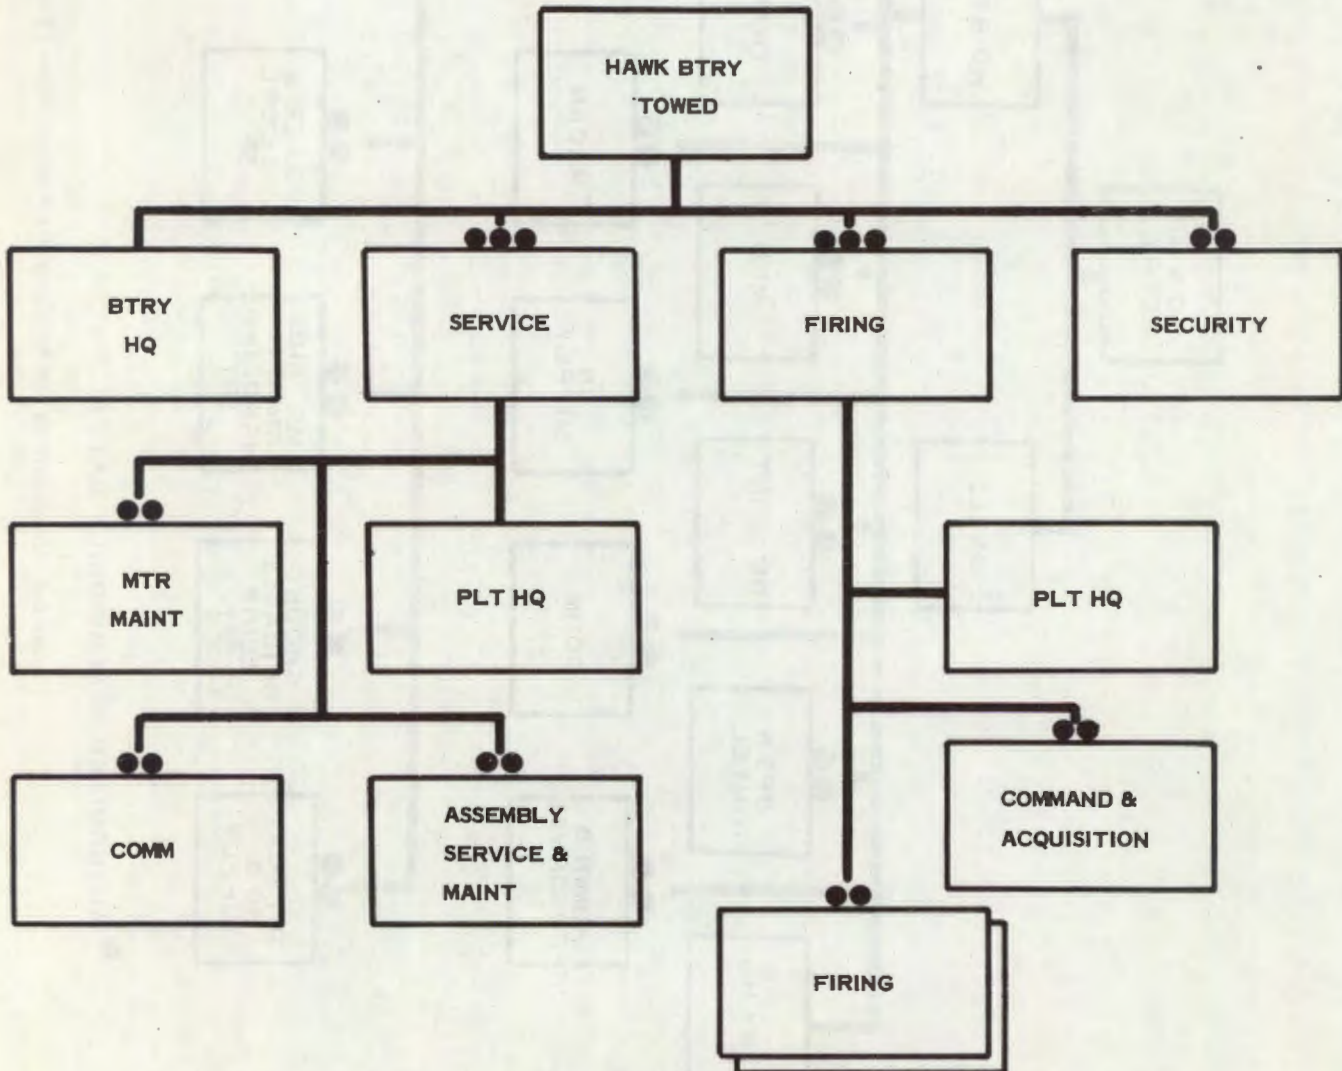 HAWK BTRY
TOWED
BTRY
HQ
SERVICE
FIRING
SECURITY
MTR
MAINT
PLT HQ
PLT HQ
COMM
ASSEMBLY
SERVICE &
MAINT
COMMAND &
ACQUISITION
FIRING